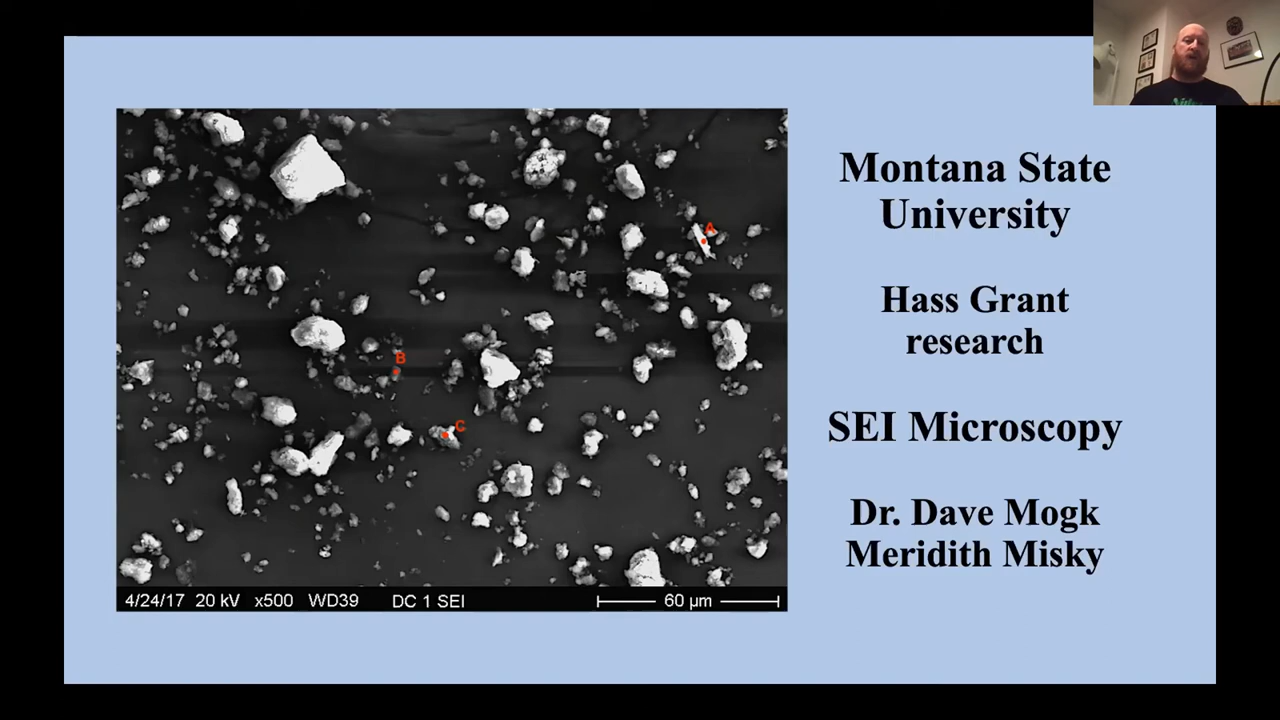 Montana State
University
Hass Grant
research
SEI Microscopy
Dr. Dave Mogk
Meridith Misky
A
B
C
4/24/17 20 kV x500 WD39 DC 1 SEI 60 µm